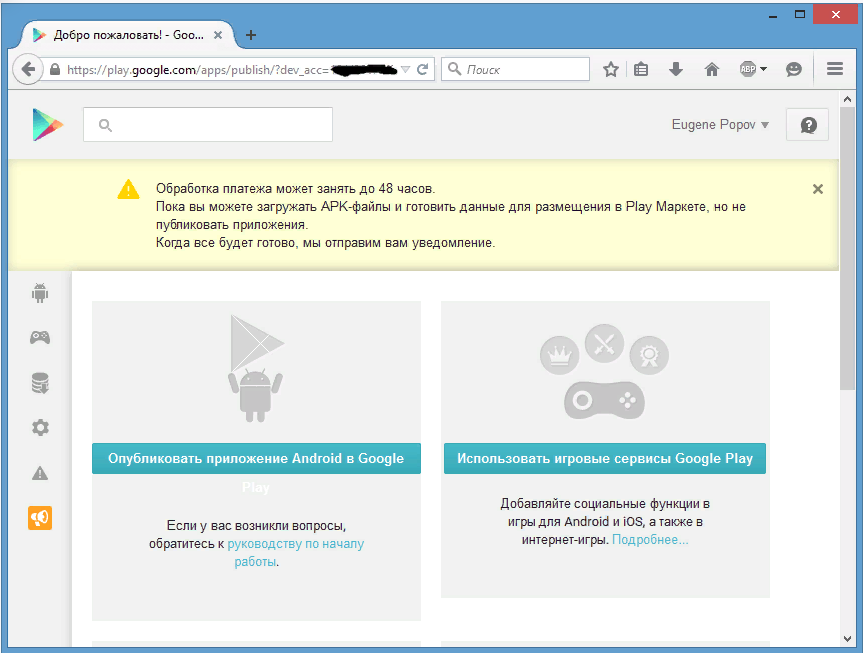 Добро пожаловать! - Goo...
https://play.google.com/apps/publish/?dev_acc=
Поиск
ABP
Eugene Popov
Обработка платежа может занять до 48 часов.
Пока вы можете загружать APK-файлы и готовить данные для размещения в Play Маркете, но не
публиковать приложения.
Когда все будет готово, мы отправим вам уведомление.
Опубликовать приложение Android в Google
Play
Если у вас возникли вопросы,
обратитесь к руководству по началу
работы.
Использовать игровые сервисы Google Play
Добавляйте социальные функции в
игры для Android и iOS, а также в
интернет-игры. Подробнее...